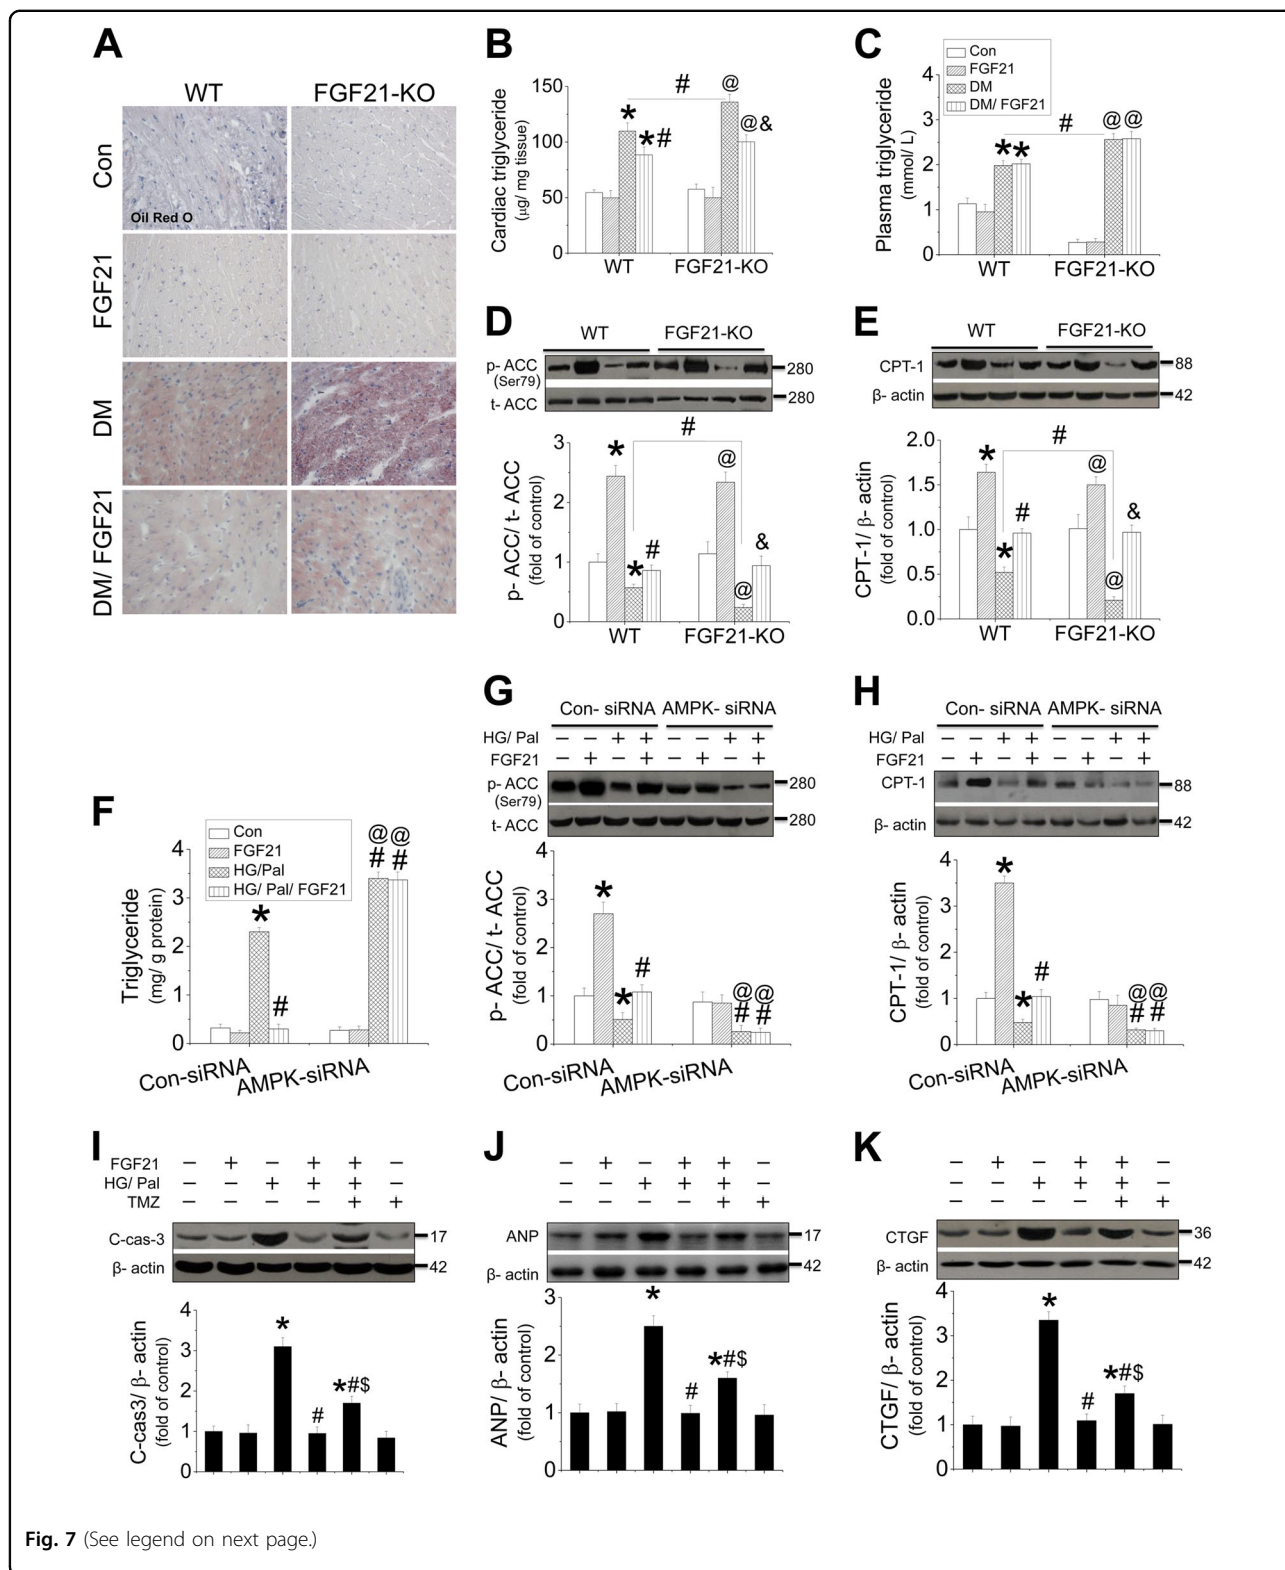 A
WT FGF21-KO
Con
Oil Red O
FGF21
DM
DM/ FGF21
B
Cardiac triglyceride
(μg/ mg tissue)
150
100
50
0
* *# # @ @&
WT FGF21-KO
C
Con
FGF21
DM
DM/ FGF21
Plasma triglyceride
(mmol/ L)
4
3
2
1
0
* * # @ @
WT FGF21-KO
D
WT FGF21-KO
p- ACC
(Ser79)
280
t- ACC
280
p- ACC/ t- ACC
(fold of control)
3
2
1
0
* * # # @ @ &
WT FGF21-KO
E
WT FGF21-KO
CPT-1
88
β- actin
42
CPT-1/ β- actin
(fold of control)
2.0
1.5
1.0
0.5
0.0
* * # # @ @ &
WT FGF21-KO
F
Con
FGF21
HG/Pal
HG/ Pal/ FGF21
Triglyceride
(mg/ g protein)
4
3
2
1
0
* # @ @
# #
Con-siRNA AMPK-siRNA
G
Con- siRNA AMPK- siRNA
HG/ Pal − − + + − − + +
FGF21 − + − + − + − +
p- ACC
(Ser79)
280
t- ACC
280
p- ACC/ t- ACC
(fold of control)
4
3
2
1
0
* * # @@
##
Con-siRNA AMPK-siRNA
H
Con- siRNA AMPK- siRNA
HG/ Pal − − + + − − + +
FGF21 − + − + − + − +
CPT-1
88
β- actin
42
CPT-1/ β- actin
(fold of control)
4
3
2
1
0
* * # @@
##
Con-siRNA AMPK-siRNA
I
FGF21 − + − + + −
HG/ Pal − − + + + −
TMZ − − − − + +
C-cas-3
17
β- actin
42
C-cas3/ β- actin
(fold of control)
4
3
2
1
0
* # *#$
J
− + − + + −
− − + + + −
− − − − + +
ANP
17
β- actin
42
ANP/ β- actin
(fold of control)
3
2
1
0
* # *#$
K
− + − + + −
− − + + + −
− − − − + +
CTGF
36
β- actin
42
CTGF/ β- actin
(fold of control)
4
3
2
1
0
* # *#$
Fig. 7 (See legend on next page.)